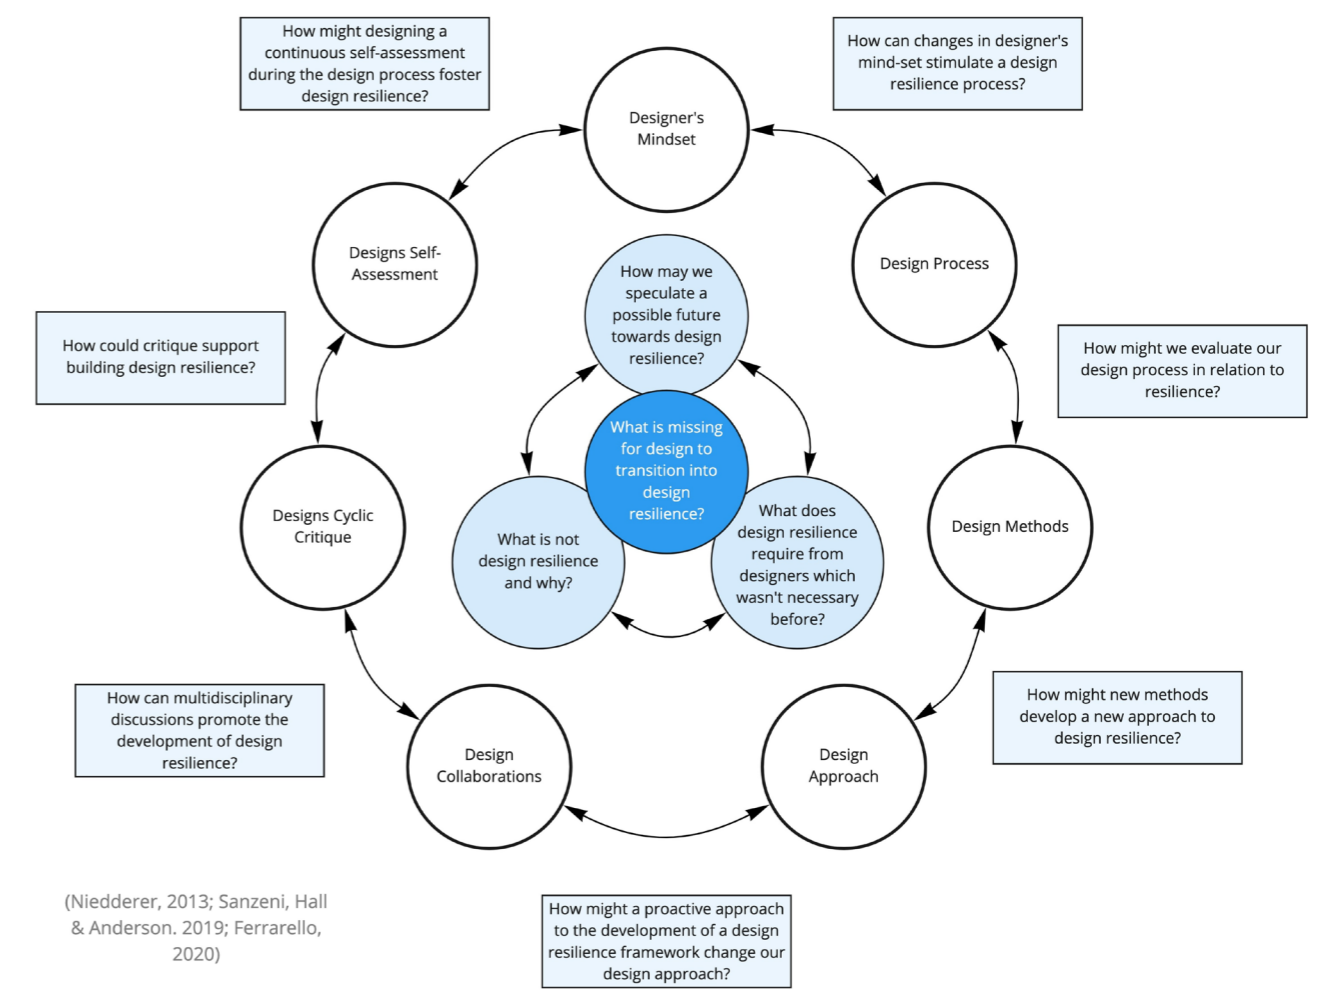 How might designing a
continuous self-assessment
during the design process foster
design resilience?
How can changes in designer's
mind-set stimulate a design
resilience process?
Designer's
Mindset
Designs Self-
Assessment
Design Process
How may we
speculate a
possible future
towards design
resilience?
How could critique support
building design resilience?
How might we evaluate our
design process in relation to
resilience?
What is missing
for design to
transition into
design
resilience?
Designs Cyclic
Critique
What is not
design resilience
and why?
What does
design resilience
require from
designers which
wasn't necessary
before?
Design Methods
How can multidisciplinary
discussions promote the
development of design
resilience?
Design
Collaborations
Design
Approach
How might new methods
develop a new approach to
design resilience?
(Niedderer, 2013; Sanzeni, Hall
& Anderson. 2019; Ferrarello,
2020)
How might a proactive approach
to the development of a design
resilience framework change our
design approach?